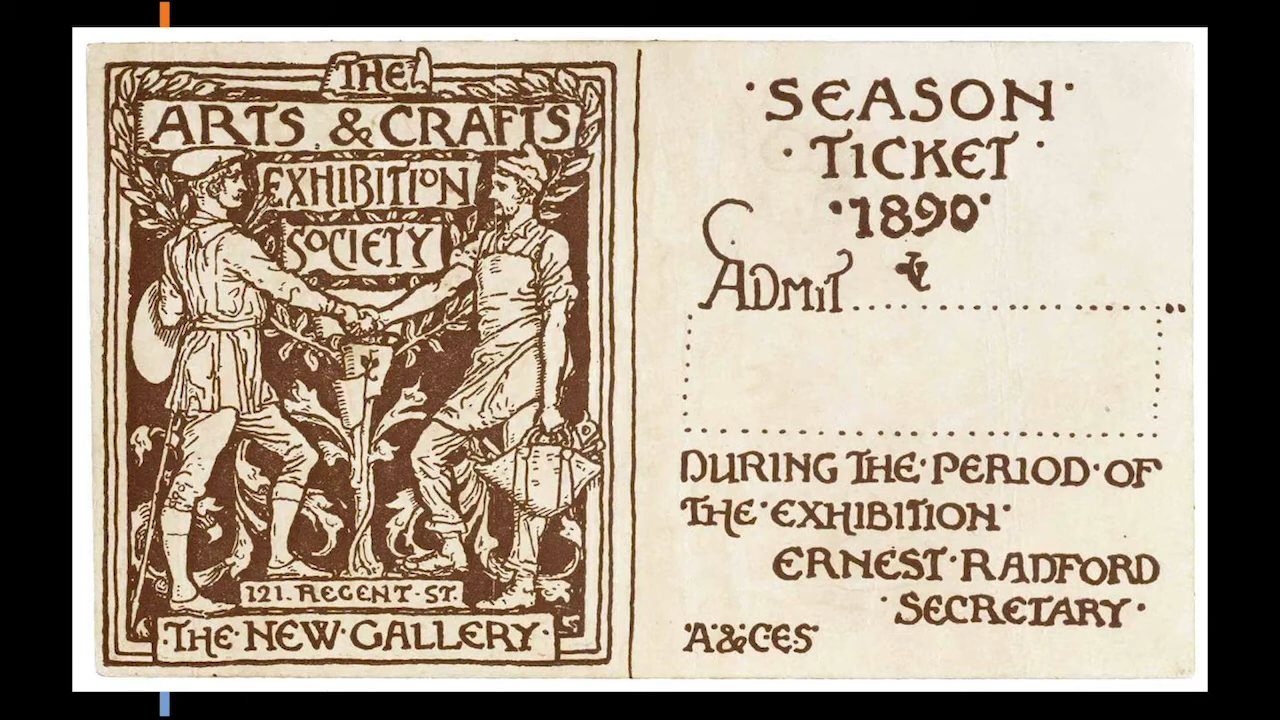 THE
ARTS & CRAFTS
EXHIBITION
SOCIETY
121. REGENT·ST.
·THE·NEW·GALLERY·
·SEASON·
·TICKET·
·1890·
ADMIT
DURING THE·PERIOD·OF
THE·EXHIBITION·
ERNEST·RADFORD
·SECRETARY·
·A·&·C·E·S·